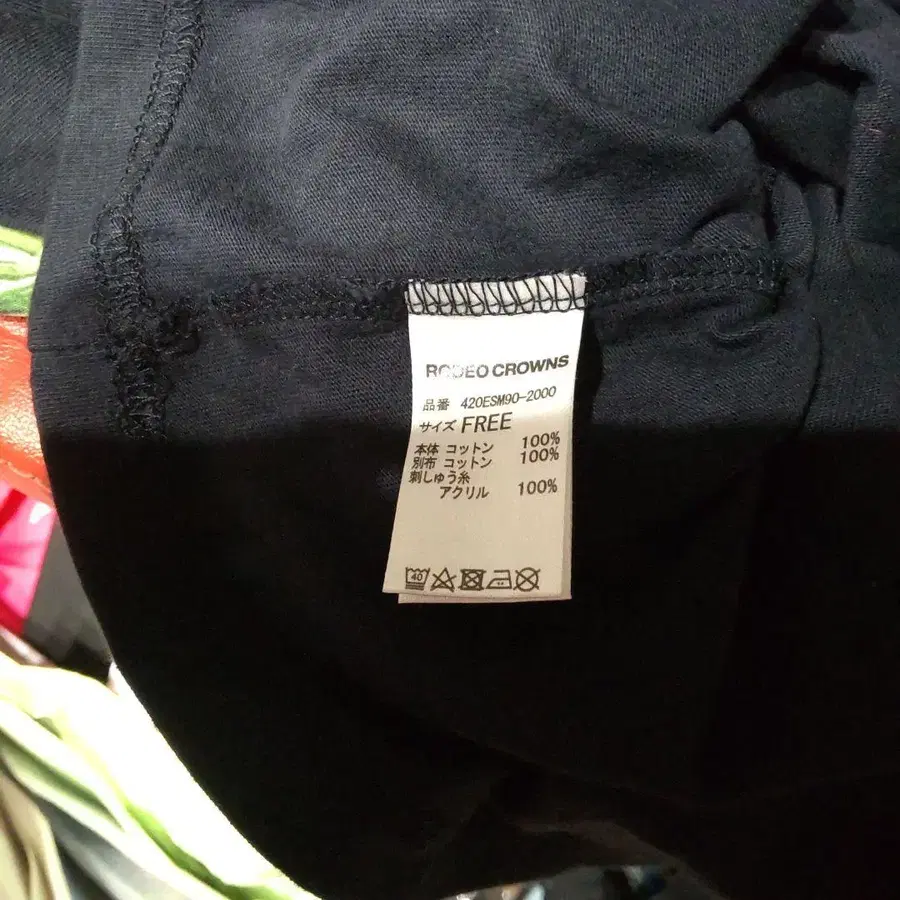 RODEO CROWNS
品番 420ESM90-2000
サイズ FREE
本体 コットン 100%
別布 コットン 100%
刺しゅう糸
アクリル 100%
40